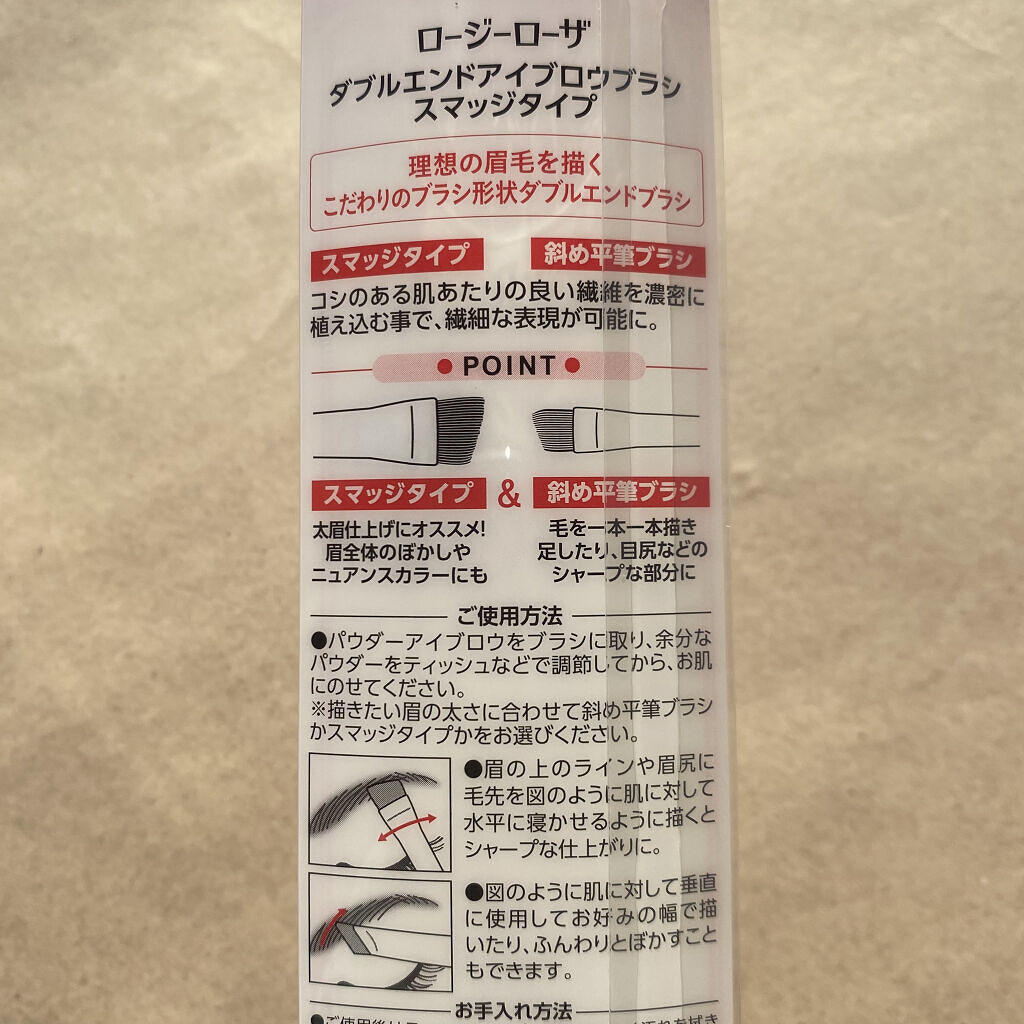 ロージーローザ
ダブルエンドアイブロウブラシ
スマッジタイプ
理想の眉毛を描く
こだわりのブラシ形状ダブルエンドブラシ
スマッジタイプ 斜め平筆ブラシ
コシのある肌あたりの良い繊維を濃密に
植え込む事で、繊細な表現が可能に。
●POINT●
スマッジタイプ & 斜め平筆ブラシ
太眉仕上げにオススメ!
眉全体のぼかしや
ニュアンスカラーにも
毛を一本一本描き
足したり、目尻などの
シャープな部分に
ご使用方法
●パウダーアイブロウをブラシに取り、余分な
パウダーをティッシュなどで調節してから、お肌
にのせてください。
※描きたい眉の太さに合わせて斜め平筆ブラシ
かスマッジタイプかをお選びください。
●眉の上のラインや眉尻に
毛先を図のように肌に対して
水平に寝かせるように描くと
シャープな仕上がりに。
●図のように肌に対して垂直
に使用してお好みの幅で描
いたり、ふんわりとぼかすこと
もできます。
お手入れ方法
●ご使用後は